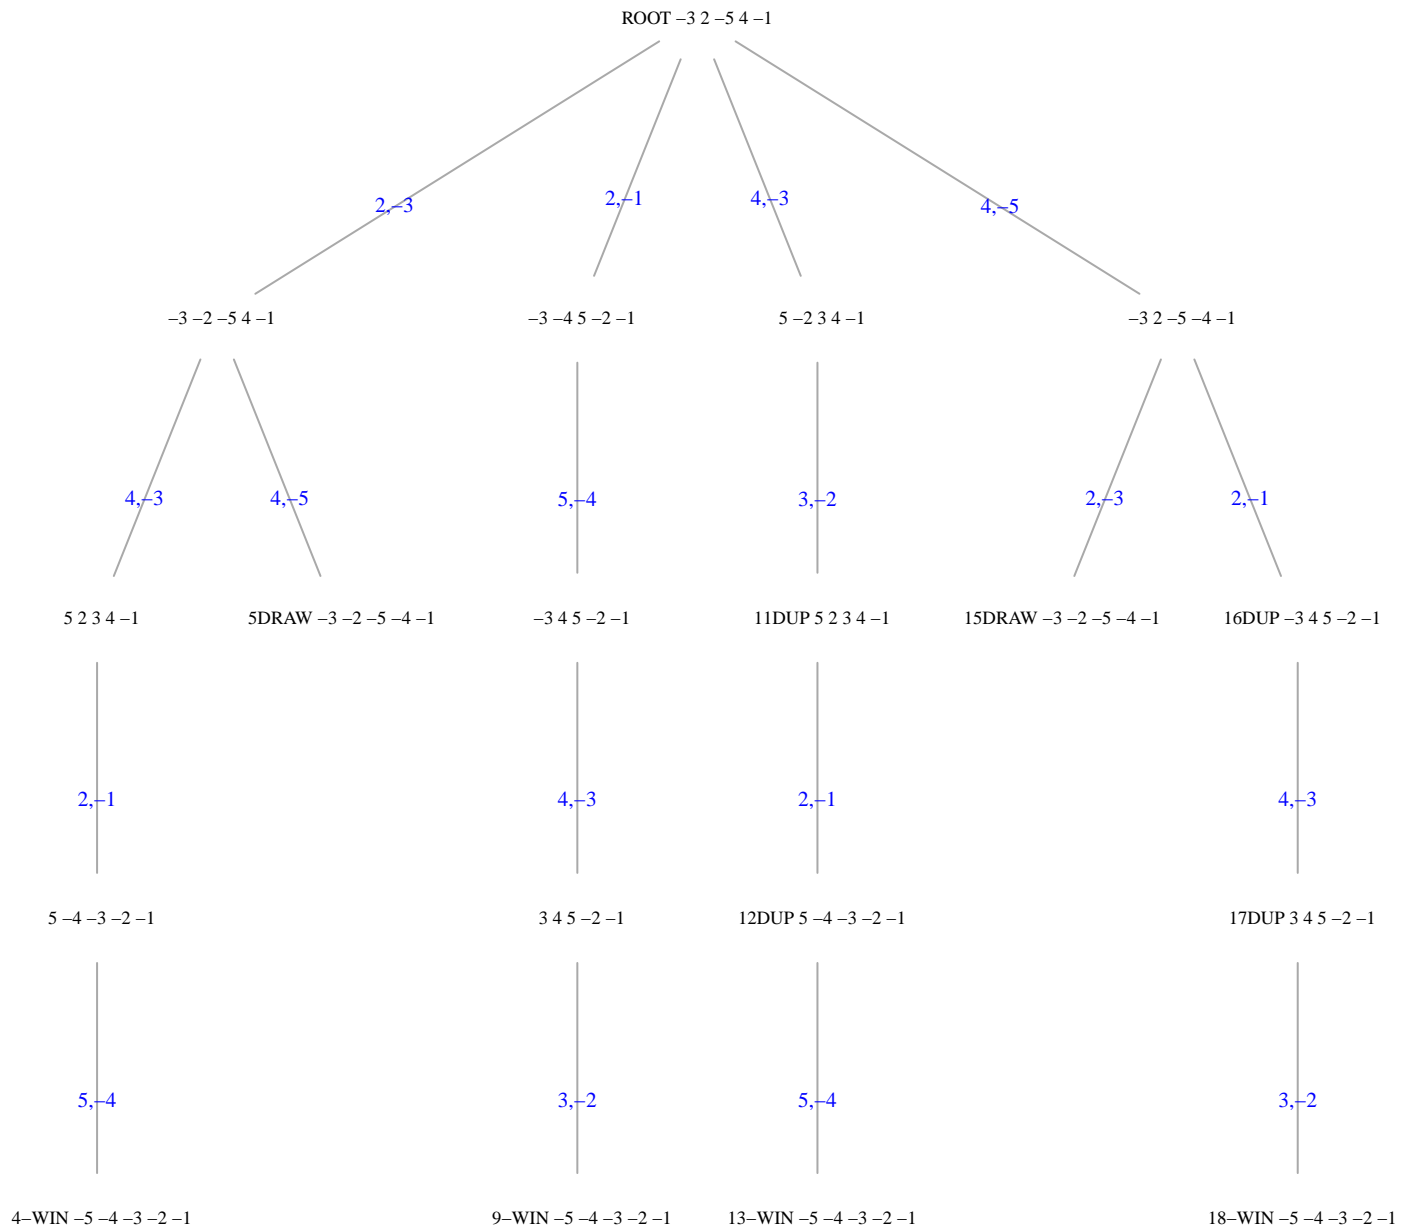 ROOT –3 2 –5 4 –1
2,–3
2,–1
4,–3
4,–5
–3 –2 –5 4 –1
–3 –4 5 –2 –1
5 –2 3 4 –1
–3 2 –5 –4 –1
4,–3
4,–5
5,–4
3,–2
2,–3
2,–1
5 2 3 4 –1
5DRAW –3 –2 –5 –4 –1
–3 4 5 –2 –1
11DUP 5 2 3 4 –1
15DRAW –3 –2 –5 –4 –1
16DUP –3 4 5 –2 –1
2,–1
4,–3
2,–1
4,–3
5 –4 –3 –2 –1
3 4 5 –2 –1
12DUP 5 –4 –3 –2 –1
17DUP 3 4 5 –2 –1
5,–4
3,–2
5,–4
3,–2
4–WIN –5 –4 –3 –2 –1
9–WIN –5 –4 –3 –2 –1
13–WIN –5 –4 –3 –2 –1
18–WIN –5 –4 –3 –2 –1